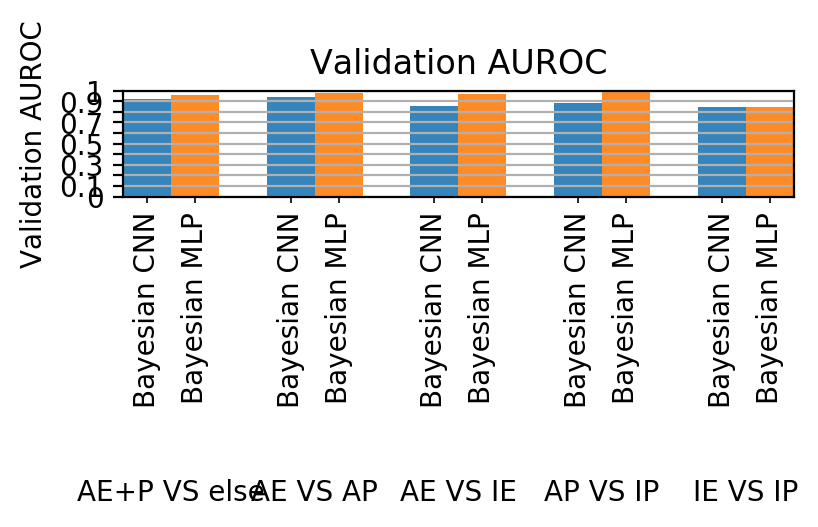 Validation AUROC
Validation AUROC
1
0.9
0.7
0.5
0.3
0.1
0
Bayesian CNN
Bayesian MLP
Bayesian CNN
Bayesian MLP
Bayesian CNN
Bayesian MLP
Bayesian CNN
Bayesian MLP
Bayesian CNN
Bayesian MLP
AE+P VS else
AE VS AP
AE VS IE
AP VS IP
IE VS IP